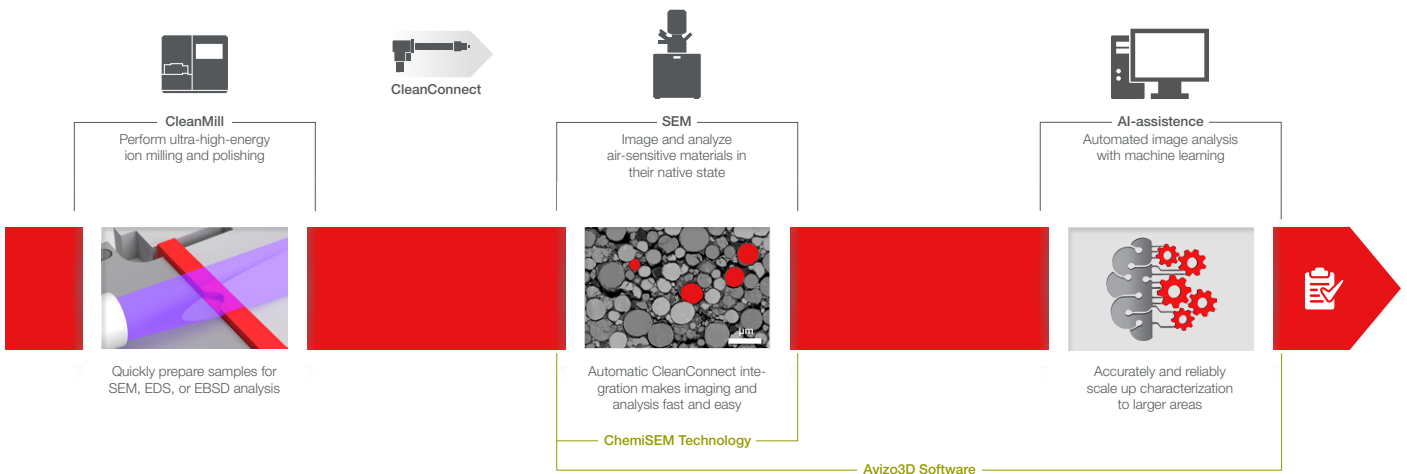 CleanConnect
CleanMill
Perform ultra-high-energy
ion milling and polishing
SEM
Image and analyze
air-sensitive materials in
their native state
AI-assistence
Automated image analysis
with machine learning
µm
Quickly prepare samples for
SEM, EDS, or EBSD analysis
Automatic CleanConnect inte-
gration makes imaging and
analysis fast and easy
Accurately and reliably
scale up characterization
to larger areas
ChemiSEM Technology
Avizo3D Software